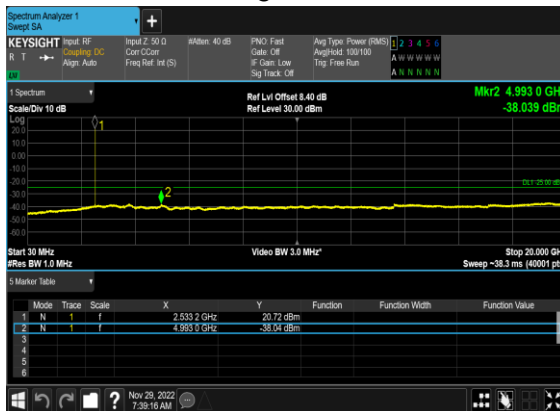 Spectrum Analyzer 1
Swept SA
KEYSIGHT Input: RF Input Z: 50 Ω #Atten: 40 dB PNO: Fast Avg Type: Power (RMS) 1 2 3 4 5 6
R T Coupling: DC Corr CCorr Gate: Off Avg|Hold: 100/100 A W W W W W
Align: Auto Freq Ref: Int (S) IF Gain: Low Trig: Free Run
Sig Track: Off A N N N N N
1 Spectrum Ref Lvl Offset 8.40 dB Mkr2 4.993 0 GH
Scale/Div 10 dB Ref Level 30.00 dBm -38.039 dBr
Log
1
20.0
10.0
0.00
-10.0
-20.0 DL1 -25.00 dB
-30.0 2
-40.0
-50.0
-60.0
Start 30 MHz Video BW 3.0 MHz* Stop 20.000 GH
#Res BW 1.0 MHz Sweep ~38.3 ms (40001 pt
5 Marker Table
Mode Trace Scale X Y Function Function Width Function Value
1 N 1 f 2.533 2 GHz 20.72 dBm
2 N 1 f 4.993 0 GHz -38.04 dBm
3
4
5
6
? Nov 29, 2022
7:39:16 AM